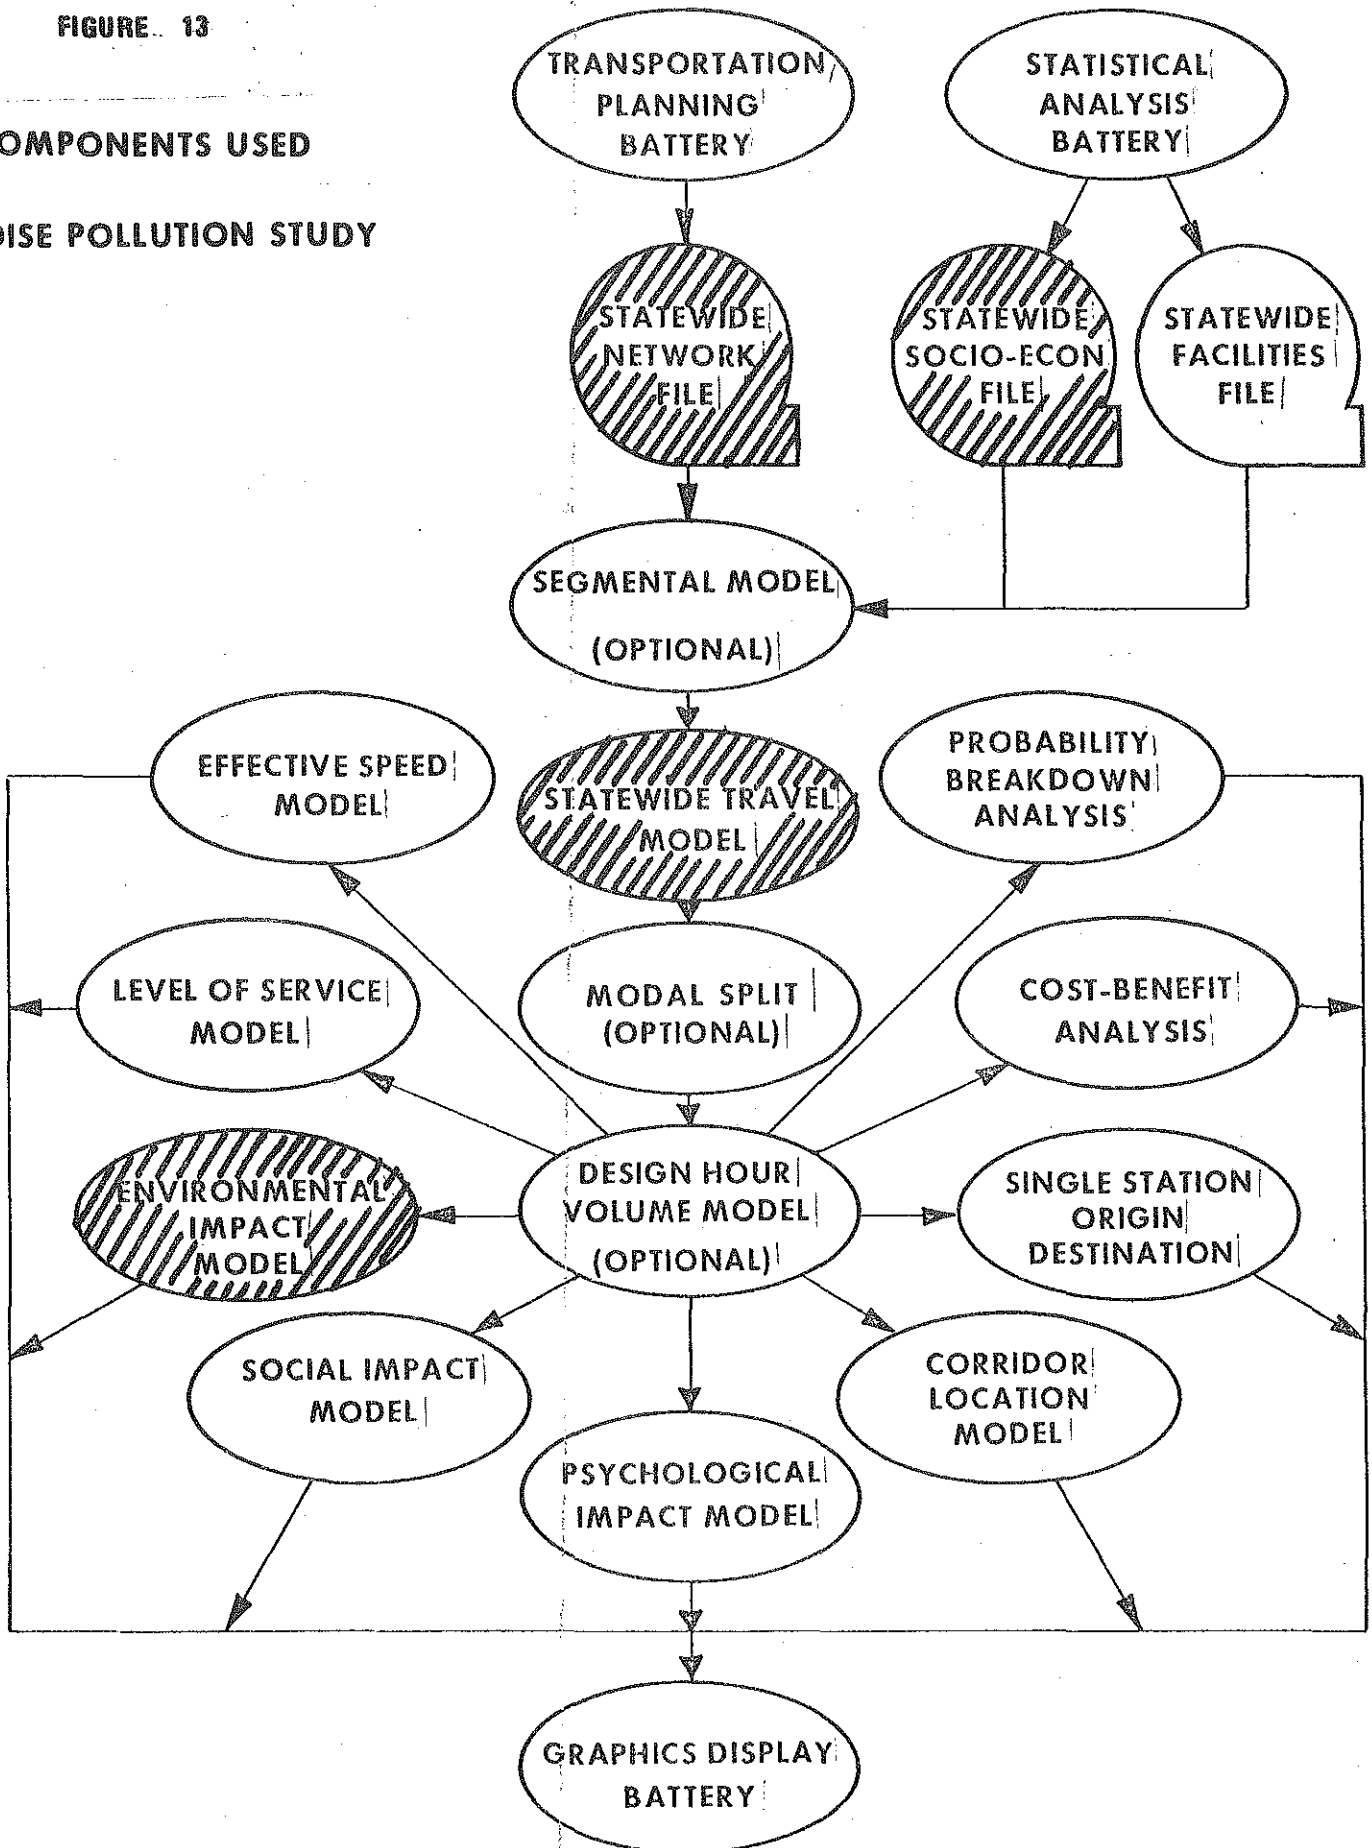 FIGURE 13
OMPONENTS USED
OISE POLLUTION STUDY
TRANSPORTATION
PLANNING
BATTERY
STATISTICAL
ANALYSIS
BATTERY
STATEWIDE
NETWORK
FILE
STATEWIDE
SOCIO-ECON
FILE
STATEWIDE
FACILITIES
FILE
SEGMENTAL MODEL
(OPTIONAL)
EFFECTIVE SPEED
MODEL
STATEWIDE TRAVEL
MODEL
PROBABILITY
BREAKDOWN
ANALYSIS
LEVEL OF SERVICE
MODEL
MODAL SPLIT
(OPTIONAL)
COST-BENEFIT
ANALYSIS
ENVIRONMENTAL
IMPACT
MODEL
DESIGN HOUR
VOLUME MODEL
(OPTIONAL)
SINGLE STATION
ORIGIN
DESTINATION
SOCIAL IMPACT
MODEL
PSYCHOLOGICAL
IMPACT MODEL
CORRIDOR
LOCATION
MODEL
GRAPHICS DISPLAY
BATTERY